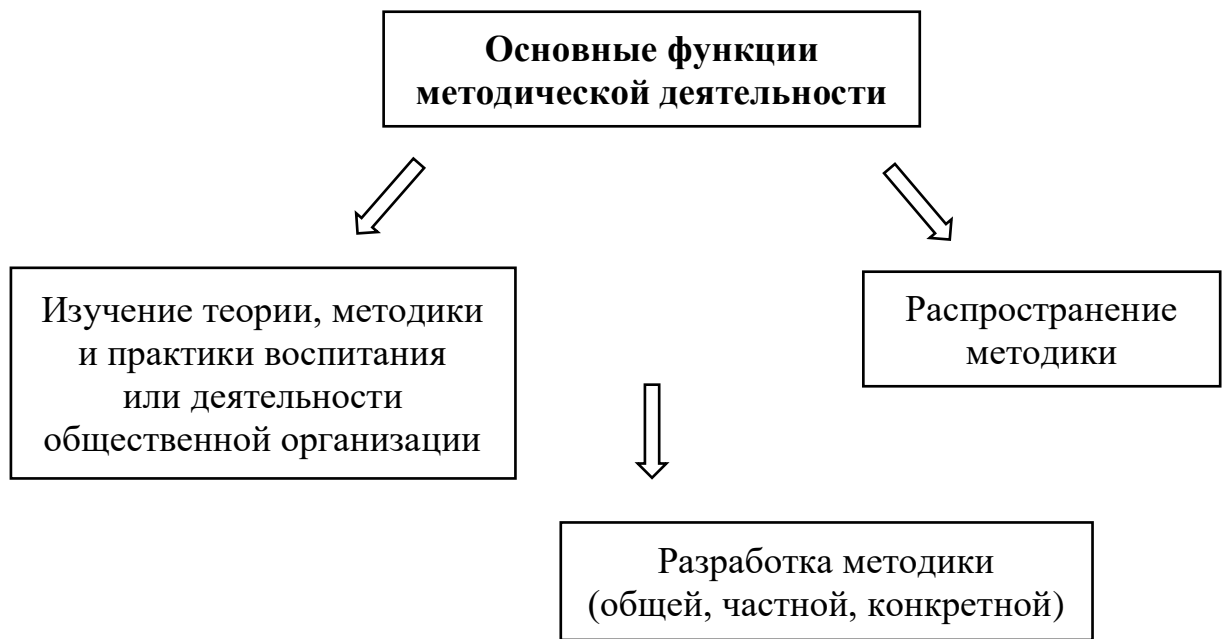 Основные функции
методической деятельности
Изучение теории, методики
и практики воспитания
или деятельности
общественной организации
Распространение
методики
Разработка методики
(общей, частной, конкретной)